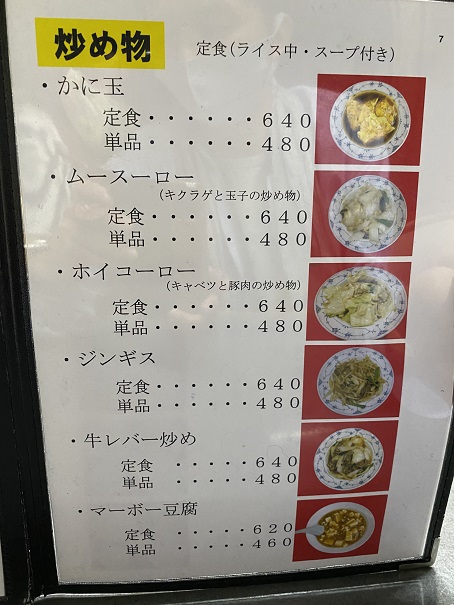 7
炒め物 定食(ライス中・スープ付き)
・かに玉
定食・・・・・・640
単品・・・・・・480
・ムースーロー
(キクラゲと玉子の炒め物)
定食・・・・・・640
単品・・・・・・480
・ホイコーロー
(キャベツと豚肉の炒め物)
定食・・・・・・640
単品・・・・・・480
・ジンギス
定食・・・・・・640
単品・・・・・・480
・牛レバー炒め
定食 ・・・・・640
単品 ・・・・・480
・マーボー豆腐
定食 ・・・・・620
単品 ・・・・・460